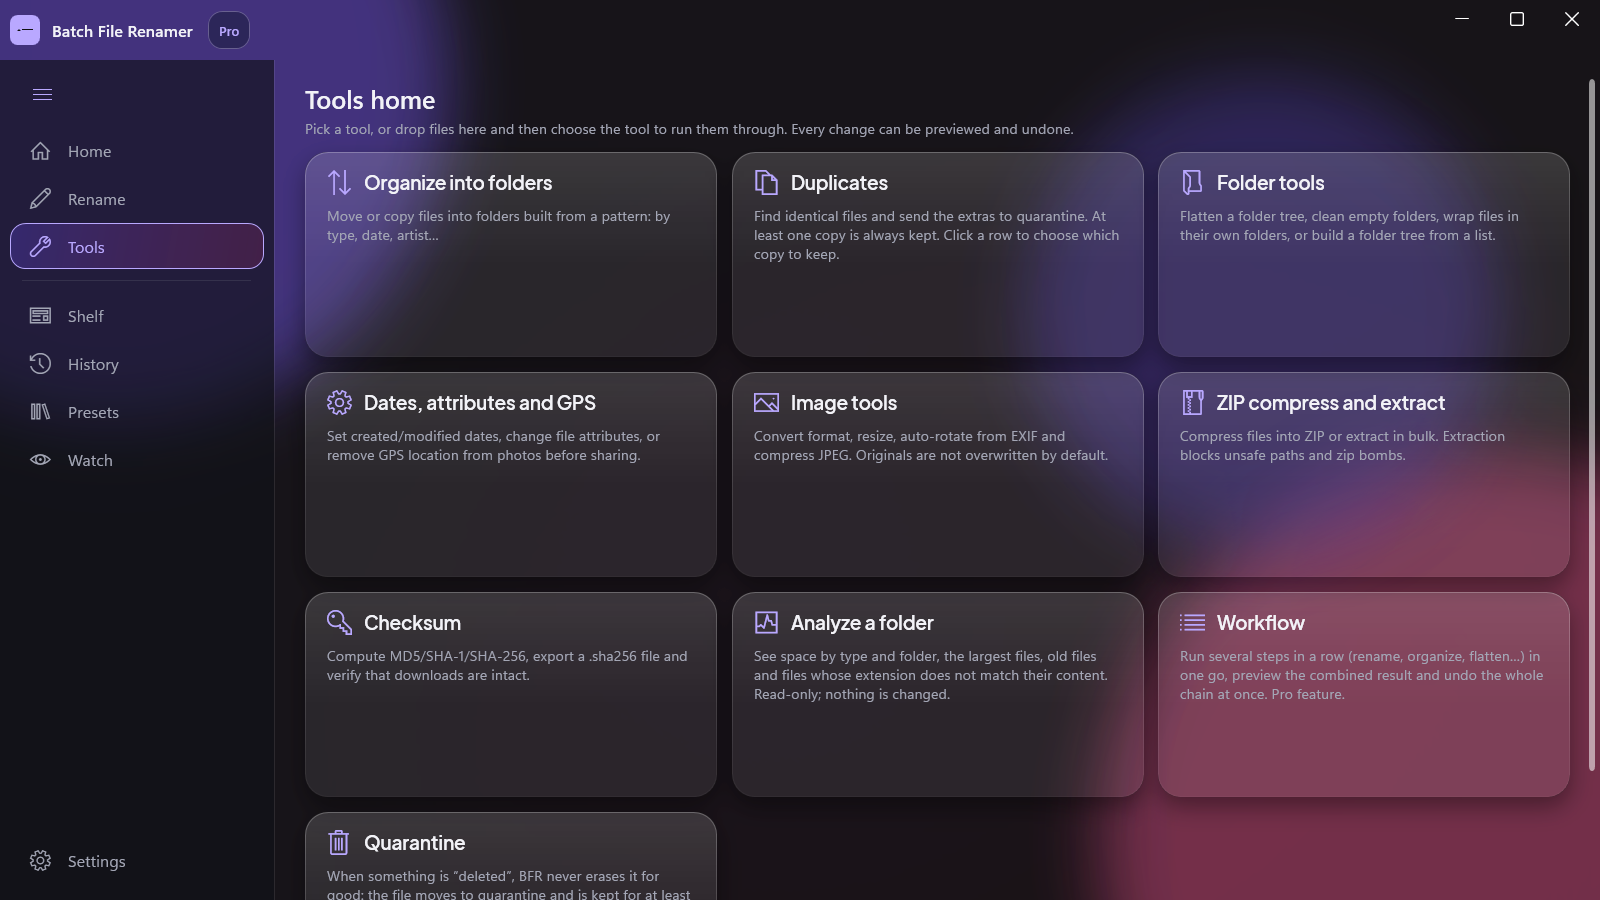 Batch File Renamer
Pro
Home
Rename
Tools
Shelf
History
Presets
Watch
Settings
Tools home
Pick a tool, or drop files here and then choose the tool to run them through. Every change can be previewed and undone.
Organize into folders
Move or copy files into folders built from a pattern: by
type, date, artist...
Duplicates
Find identical files and send the extras to quarantine. At
least one copy is always kept. Click a row to choose which
copy to keep.
Folder tools
Flatten a folder tree, clean empty folders, wrap files in
their own folders, or build a folder tree from a list.
Dates, attributes and GPS
Set created/modified dates, change file attributes, or
remove GPS location from photos before sharing.
Image tools
Convert format, resize, auto-rotate from EXIF and
compress JPEG. Originals are not overwritten by default.
ZIP compress and extract
Compress files into ZIP or extract in bulk. Extraction
blocks unsafe paths and zip bombs.
Checksum
Compute MD5/SHA-1/SHA-256, export a .sha256 file and
verify that downloads are intact.
Analyze a folder
See space by type and folder, the largest files, old files
and files whose extension does not match their content.
Read-only; nothing is changed.
Workflow
Run several steps in a row (rename, organize, flatten...) in
one go, preview the combined result and undo the whole
chain at once. Pro feature.
Quarantine
When something is “deleted”, BFR never erases it for
good: the file moves to quarantine and is kept for at least